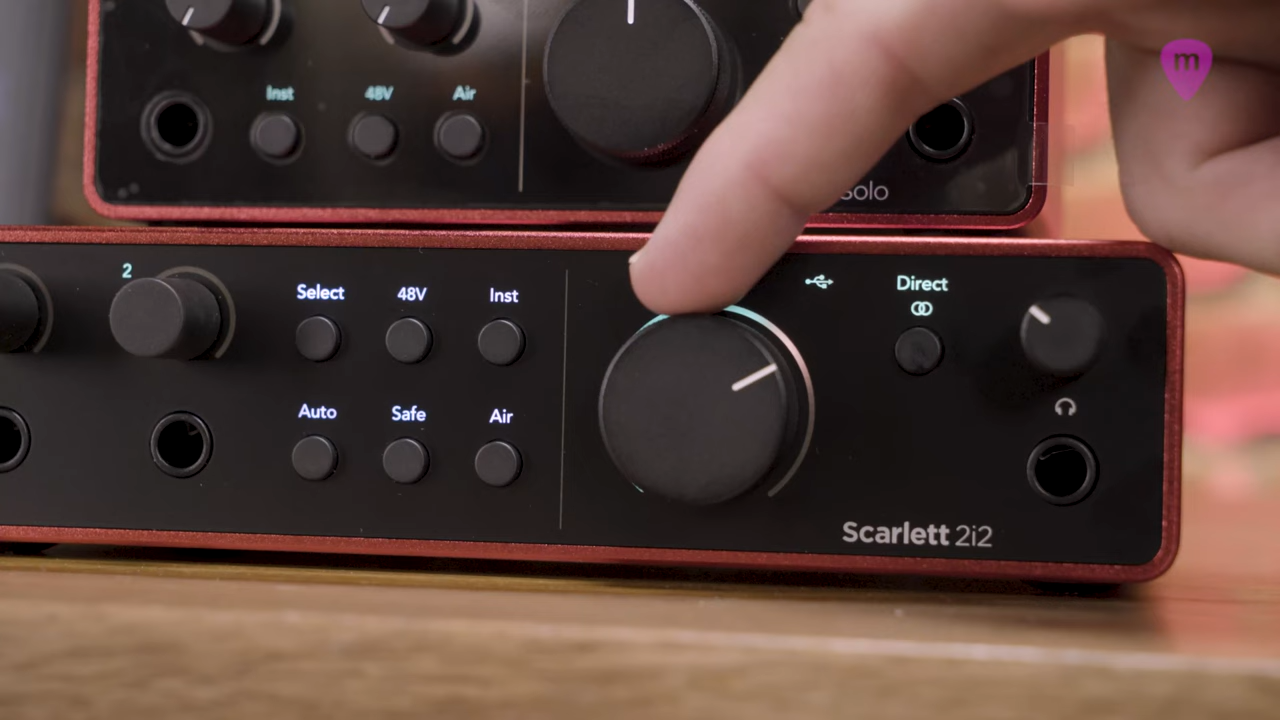 m
Inst 48V Air
Solo
2
Select 48V Inst
Direct
Auto Safe Air
Scarlett 2i2